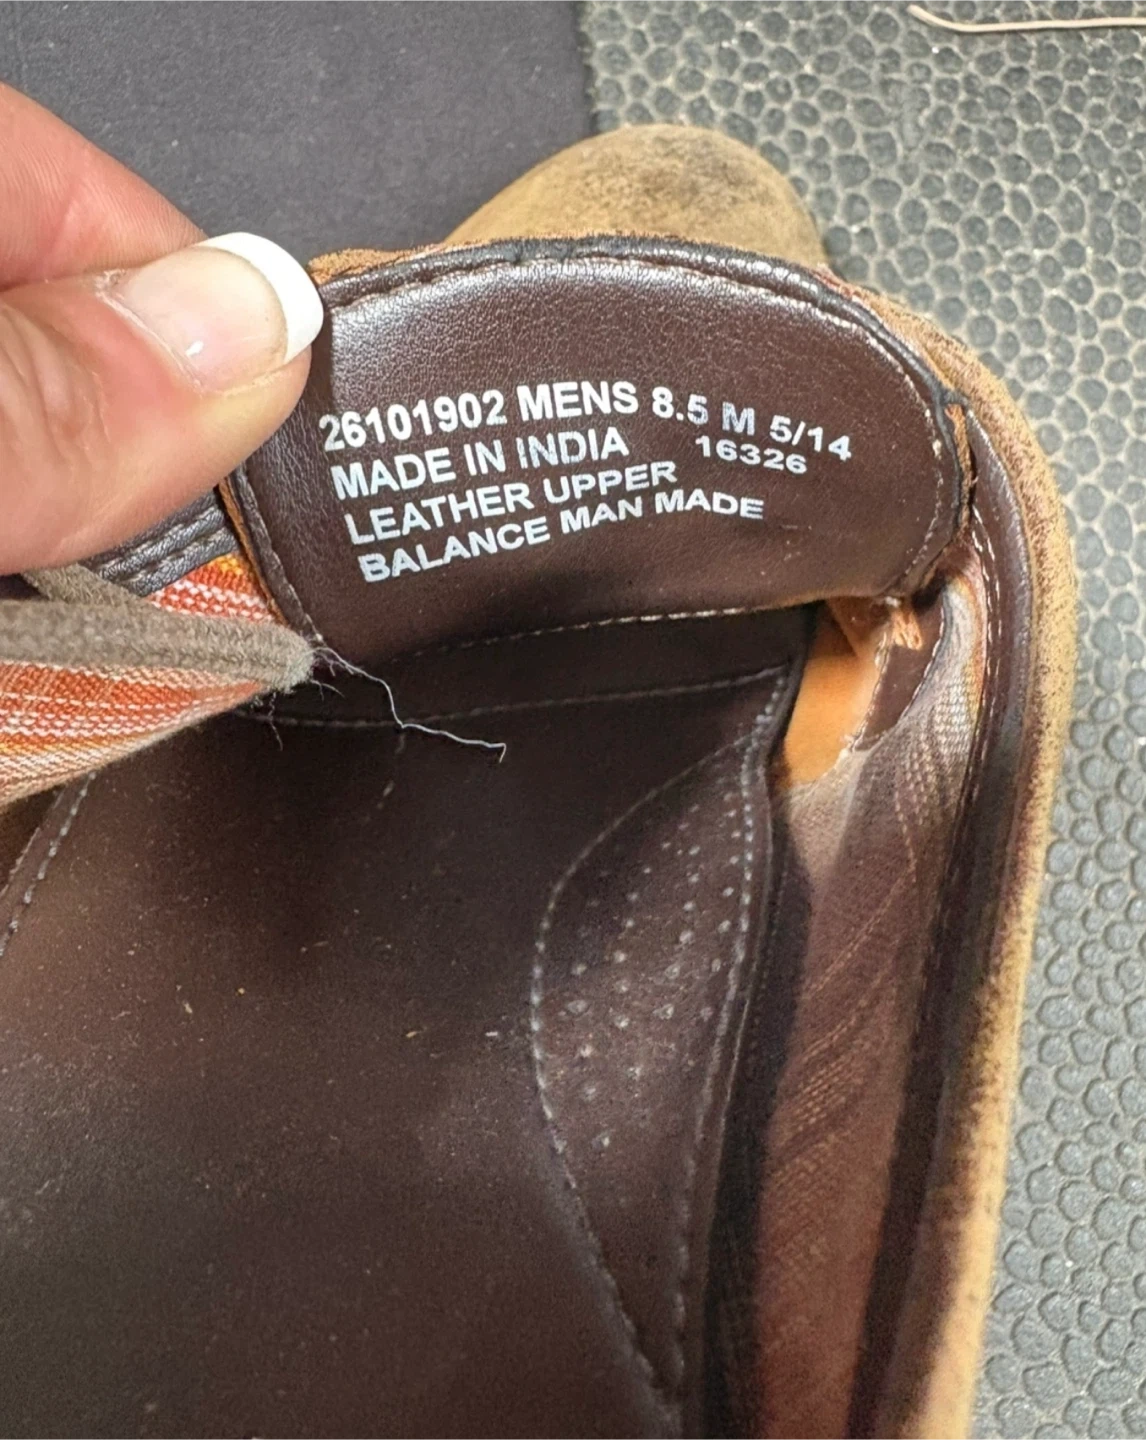 26101902 MENS 8.5 M 5/14
MADE IN INDIA 16326
LEATHER UPPER
BALANCE MAN MADE